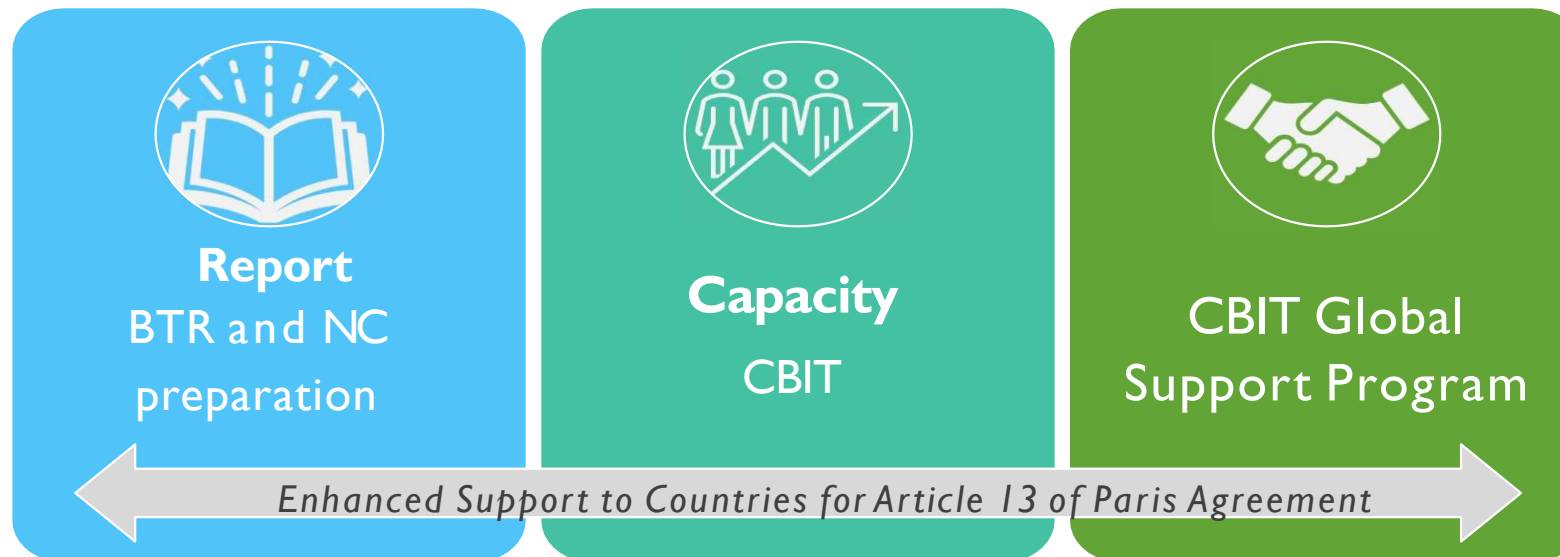 Report
BTR and NC
preparation
Capacity
CBIT
CBIT Global
Support Program
Enhanced Support to Countries for Article 13 of Paris Agreement